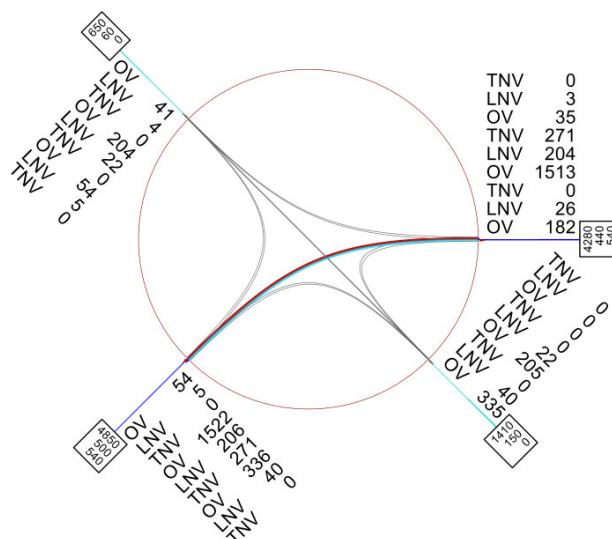 650
60
0
OV 41
LNV 4
TNV 0
OV 204
LNV 22
TNV 0
OV 54
LNV 5
TNV 0
TNV 0
LNV 3
OV 35
TNV 271
LNV 204
OV 1513
TNV 0
LNV 26
OV 182
4280
440
540
TNV 0
LNV 0
OV 0
TNV 0
LNV 22
OV 205
TNV 0
LNV 40
OV 335
1410
150
0
54 OV
5 LNV
0 TNV
1522 OV
206 LNV
271 TNV
336 OV
40 LNV
0 TNV
4850
500
540